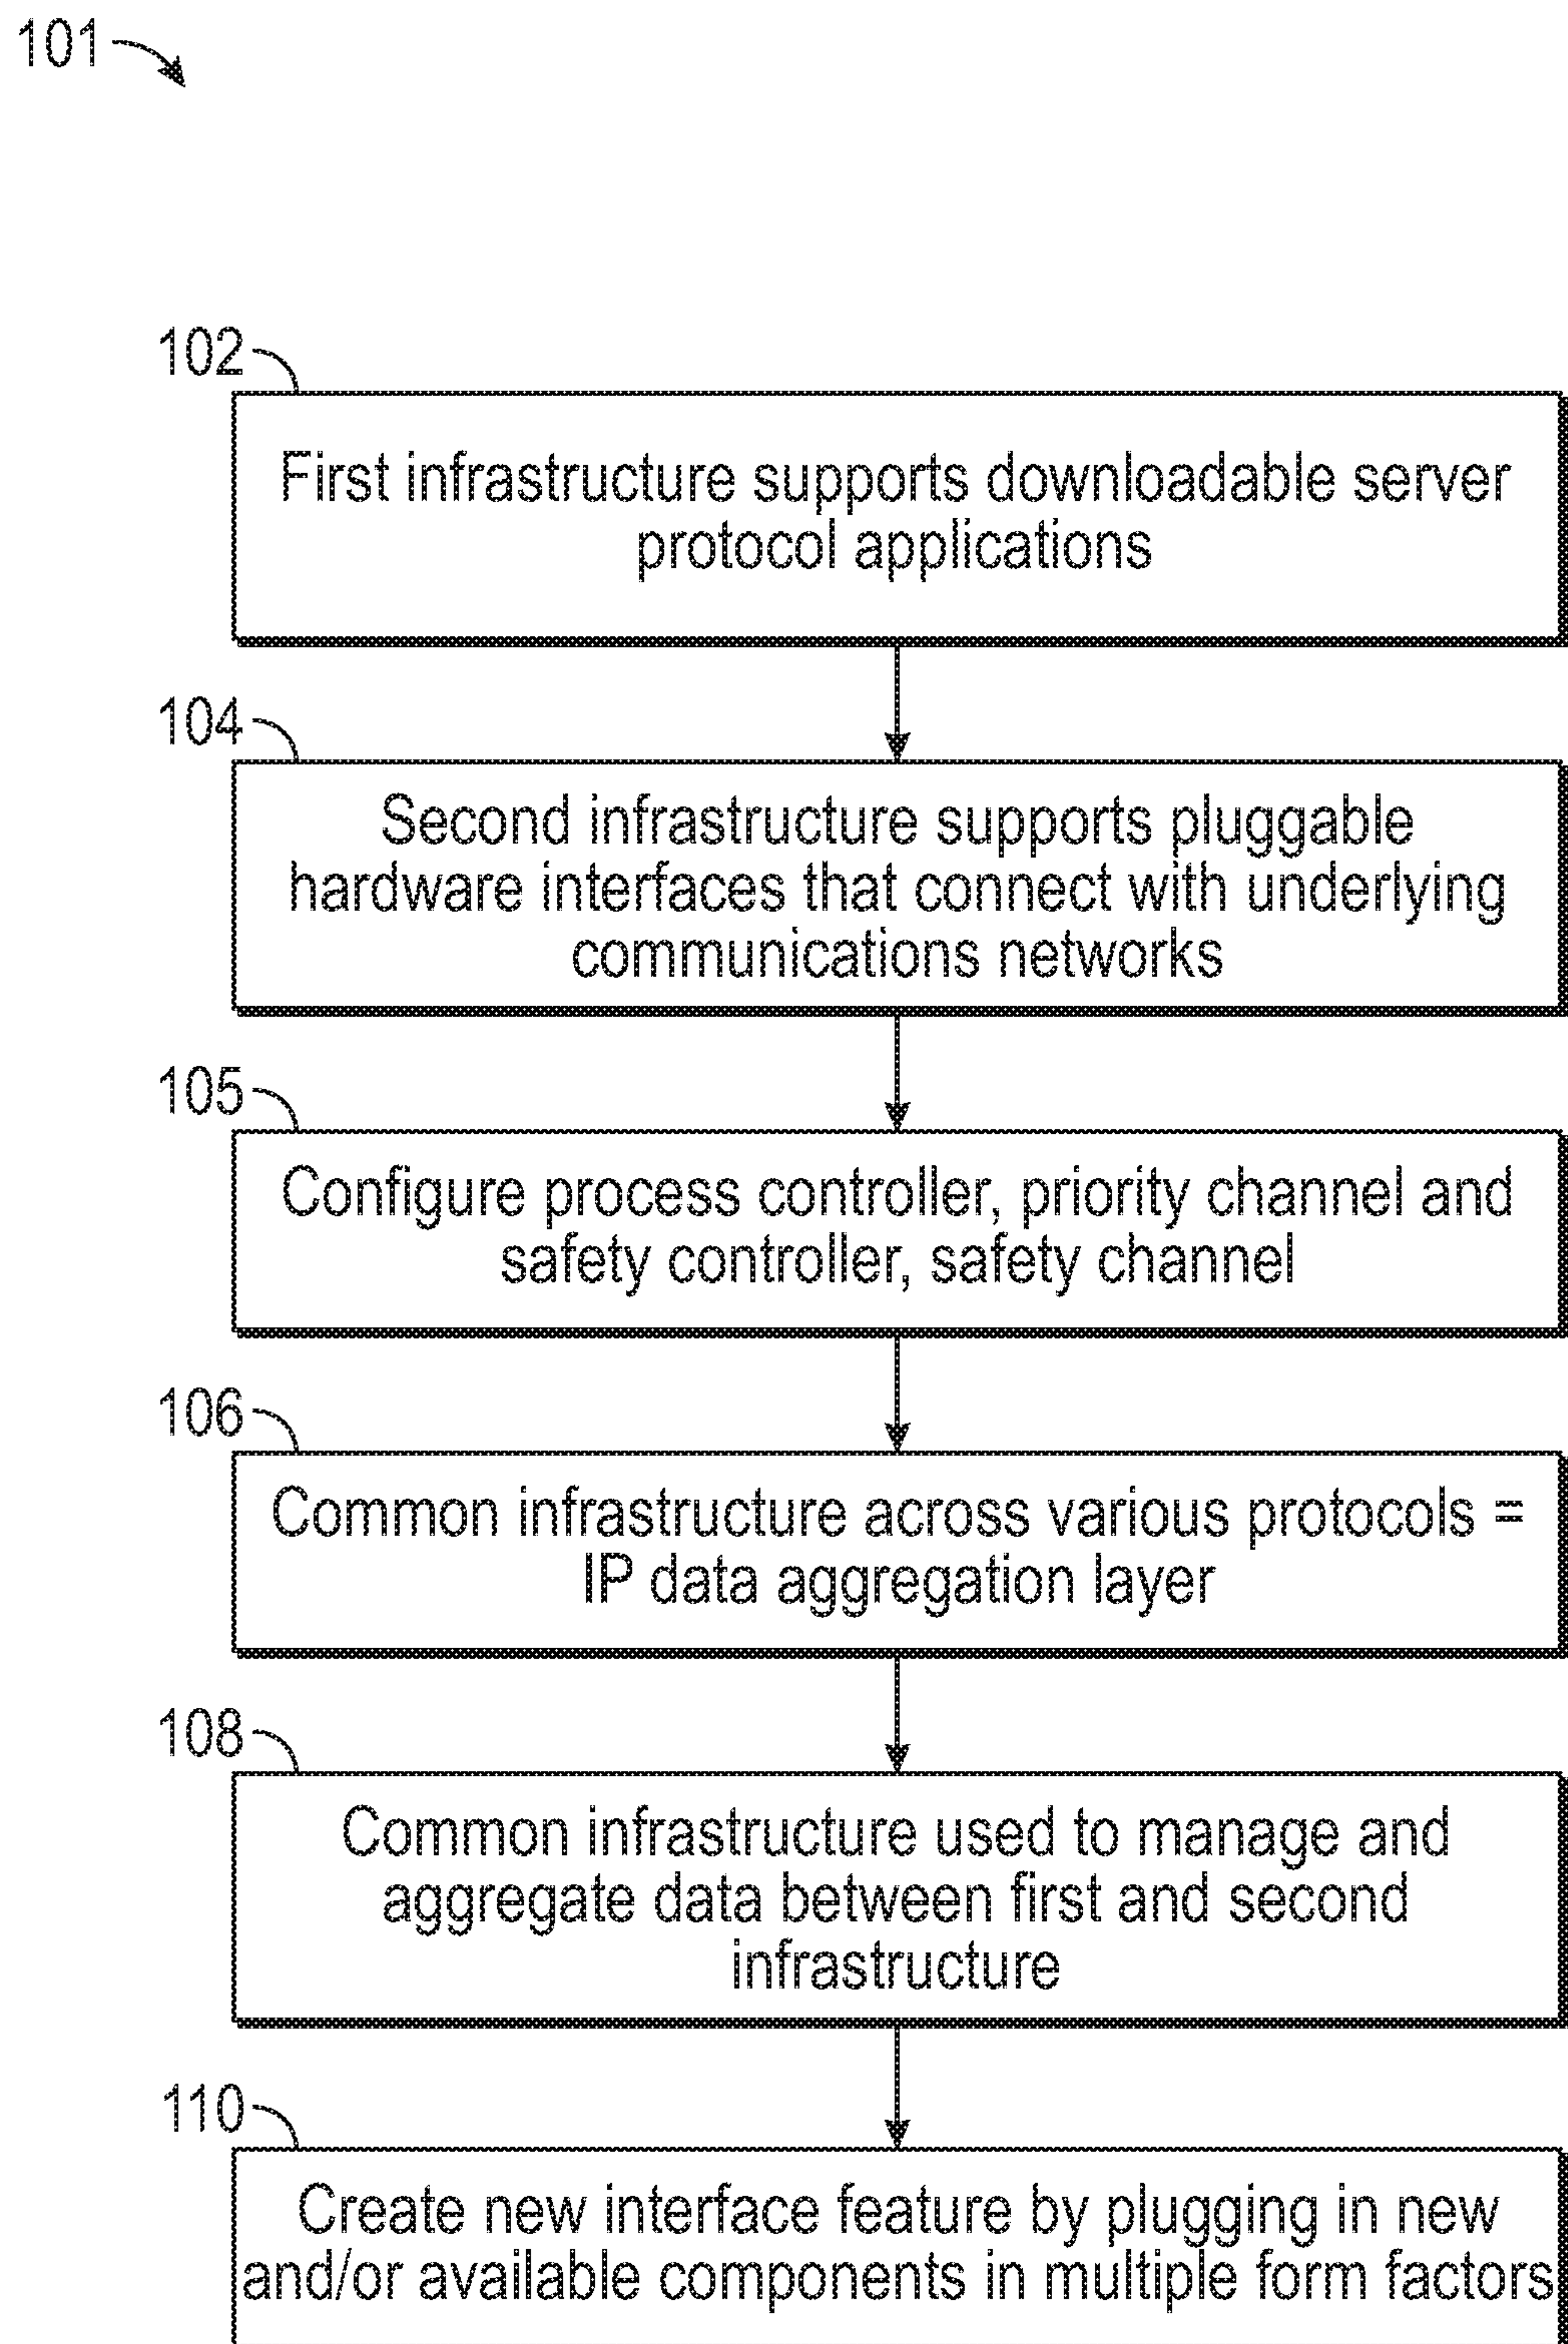 101
102
First infrastructure supports downloadable server
protocol applications
104
Second infrastructure supports pluggable
hardware interfaces that connect with underlying
communications networks
105
Configure process controller, priority channel and
safety controller, safety channel
106
Common infrastructure across various protocols =
IP data aggregation layer
108
Common infrastructure used to manage and
aggregate data between first and second
infrastructure
110
Create new interface feature by plugging in new
and/or available components in multiple form factors